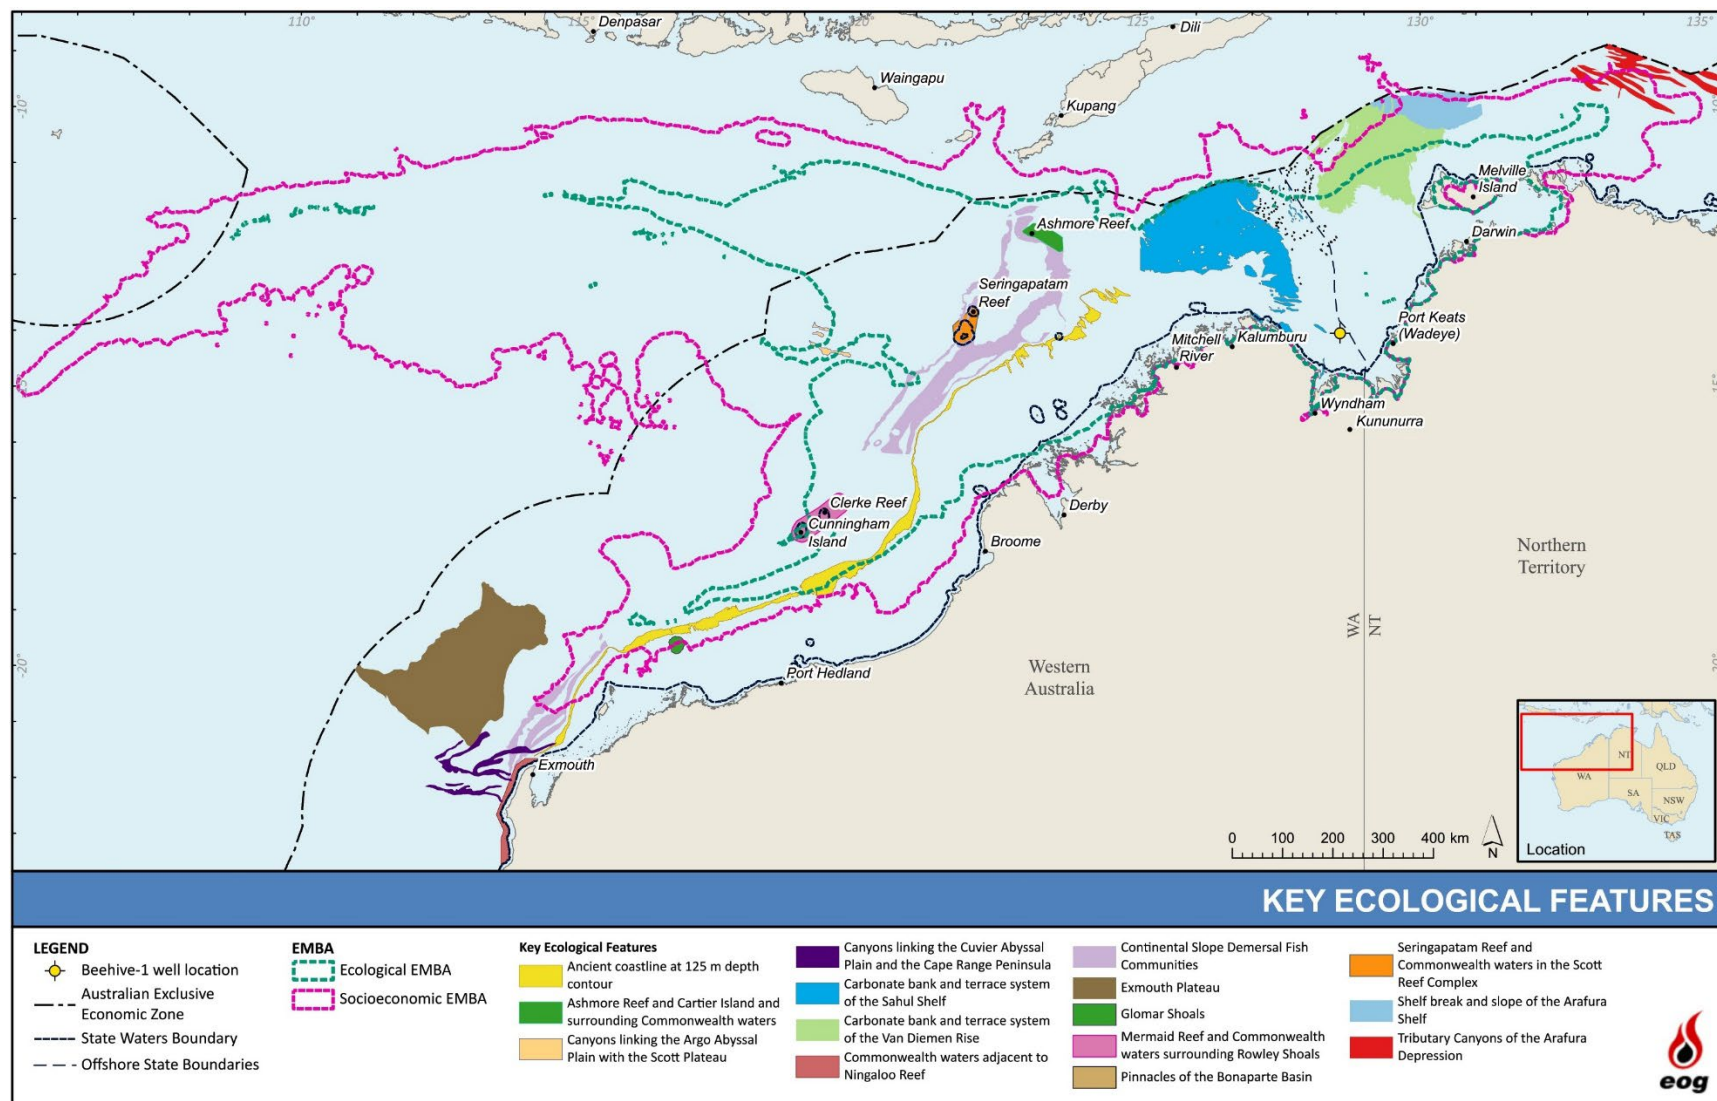 110°
115°
120°
125°
130°
135°
Denpasar
Dili
Waingapu
-10°
Kupang
10°
Melville
Island
Ashmore Reef
Darwin
Seringapatam
Reef
Port Keats
(Wadeye)
Mitchell
River
Kalumburu
15°
Wyndham
Kununurra
Clerke Reef
Cunningham
Island
Derby
Broome
Northern
Territory
WA
NT
-20°
20°
Western
Australia
Port Hedland
Exmouth
NT
QLD
WA
SA
NSW
VIC
TAS
Location
0 100 200 300 400 km
N
KEY ECOLOGICAL FEATURES
LEGEND
Beehive-1 well location
Australian Exclusive
Economic Zone
State Waters Boundary
Offshore State Boundaries
EMBA
Ecological EMBA
Socioeconomic EMBA
Key Ecological Features
Ancient coastline at 125 m depth
contour
Ashmore Reef and Cartier Island and
surrounding Commonwealth waters
Canyons linking the Argo Abyssal
Plain with the Scott Plateau
Canyons linking the Cuvier Abyssal
Plain and the Cape Range Peninsula
Carbonate bank and terrace system
of the Sahul Shelf
Carbonate bank and terrace system
of the Van Diemen Rise
Commonwealth waters adjacent to
Ningaloo Reef
Continental Slope Demersal Fish
Communities
Exmouth Plateau
Glomar Shoals
Mermaid Reef and Commonwealth
waters surrounding Rowley Shoals
Pinnacles of the Bonaparte Basin
Seringapatam Reef and
Commonwealth waters in the Scott
Reef Complex
Shelf break and slope of the Arafura
Shelf
Tributary Canyons of the Arafura
Depression
eog